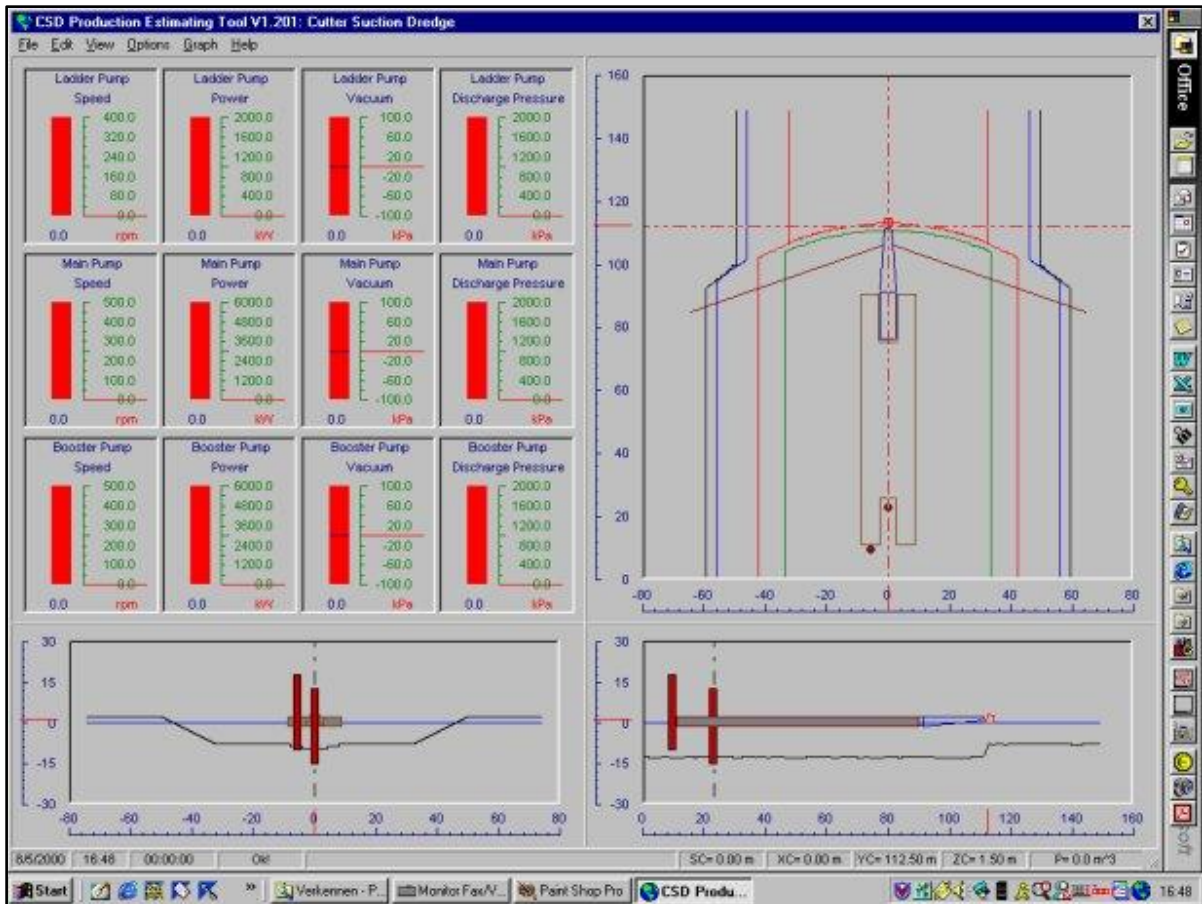 CSD Production Estimating Tool V1.201: Cutter Suction Dredge
File Edit View Options Graph Help
Ladder Pump Ladder Pump Ladder Pump Ladder Pump
Speed Power Vacuum Discharge Pressure
400.0 2000.0 100.0 2000.0
320.0 1600.0 60.0 1600.0
240.0 1200.0 20.0 1200.0
160.0 800.0 -20.0 800.0
80.0 400.0 -60.0 400.0
0.0 0.0 -100.0 0.0
0.0 rpm 0.0 kW 0.0 kPa 0.0 kPa
Main Pump Main Pump Main Pump Main Pump
Speed Power Vacuum Discharge Pressure
500.0 6000.0 100.0 2000.0
400.0 4800.0 60.0 1600.0
300.0 3600.0 20.0 1200.0
200.0 2400.0 -20.0 800.0
100.0 1200.0 -60.0 400.0
0.0 0.0 -100.0 0.0
0.0 rpm 0.0 kW 0.0 kPa 0.0 kPa
Booster Pump Booster Pump Booster Pump Booster Pump
Speed Power Vacuum Discharge Pressure
500.0 6000.0 100.0 2000.0
400.0 4800.0 60.0 1600.0
300.0 3600.0 20.0 1200.0
200.0 2400.0 -20.0 800.0
100.0 1200.0 -60.0 400.0
0.0 0.0 -100.0 0.0
0.0 rpm 0.0 kW 0.0 kPa 0.0 kPa
160
140
120
100
80
60
40
20
0
-80 -60 -40 -20 0 20 40 60 80
30
15
0
-15
-30
-80 -60 -40 -20 0 20 40 60 80
30
15
0
-15
-30
0 20 40 60 80 100 120 140 160
Office
8/5/2000 16:48 00:00:00 Ok! SC= 0.00 m XC= 0.00 m YC= 112.50 m ZC= 1.50 m P= 0.0 m^3
Start » Verkennen - P... Monitor Fax/V... Paint Shop Pro CSD Produ... 16:48